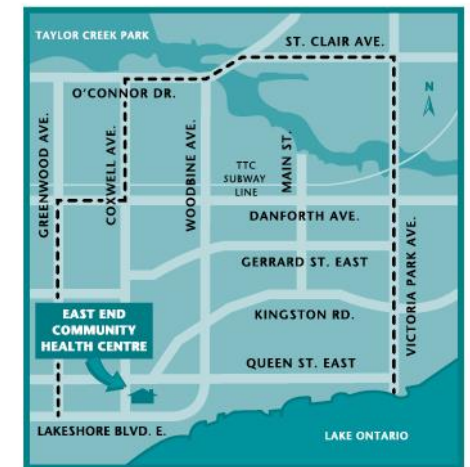 TAYLOR CREEK PARK
ST. CLAIR AVE.
N
O'CONNOR DR.
GREENWOOD AVE.
COXWELL AVE.
WOODBINE AVE.
TTC
SUBWAY
LINE
MAIN ST.
DANFORTH AVE.
VICTORIA PARK AVE.
GERRARD ST. EAST
EAST END
COMMUNITY
HEALTH CENTRE
KINGSTON RD.
QUEEN ST. EAST
LAKESHORE BLVD. E.
LAKE ONTARIO